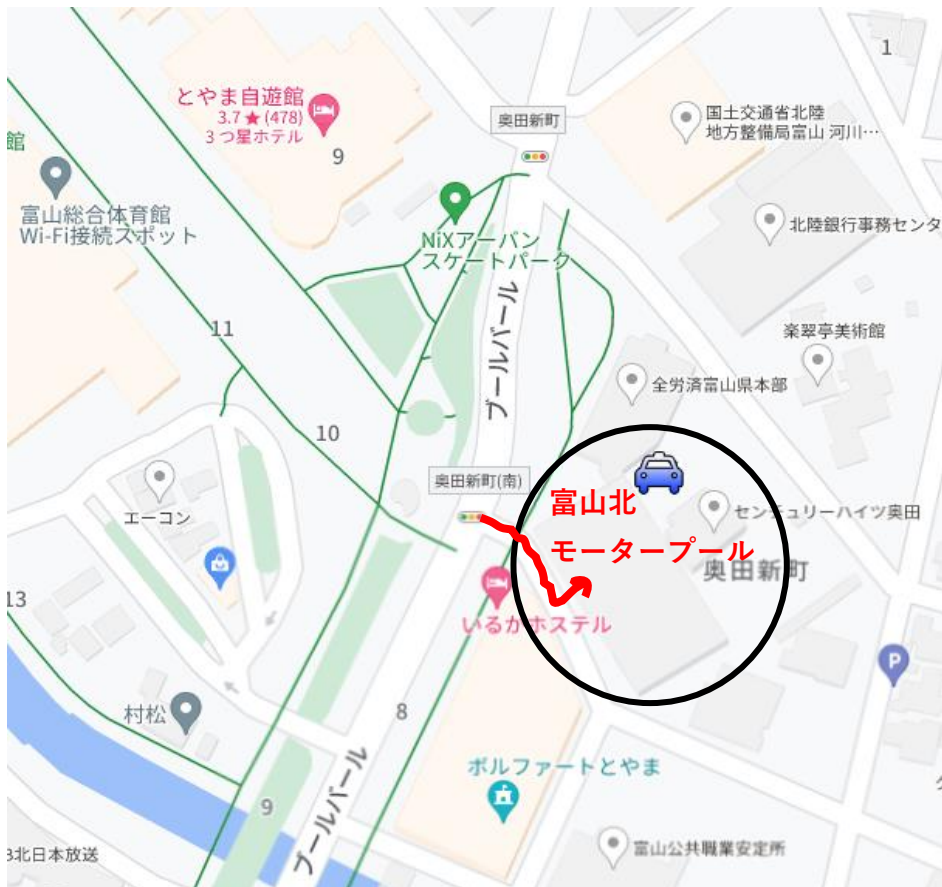 1
とやま自遊館
3.7★(478)
3 つ星ホテル
9
奥田新町
国土交通省北陸
地方整備局富山 河川…
館
富山総合体育館
Wi-Fi接続スポット
NiXアーバン
スケートパーク
北陸銀行事務センタ
11
ブールバール
楽翠亭美術館
全労済富山県本部
10
奥田新町(南)
富山北
モータープール
エーコン
センチュリーハイツ奥田
奥田新町
13
いるかホステル
P
村松
8
ブールバール
ボルファートとやま
9
北日本放送
富山公共職業安定所